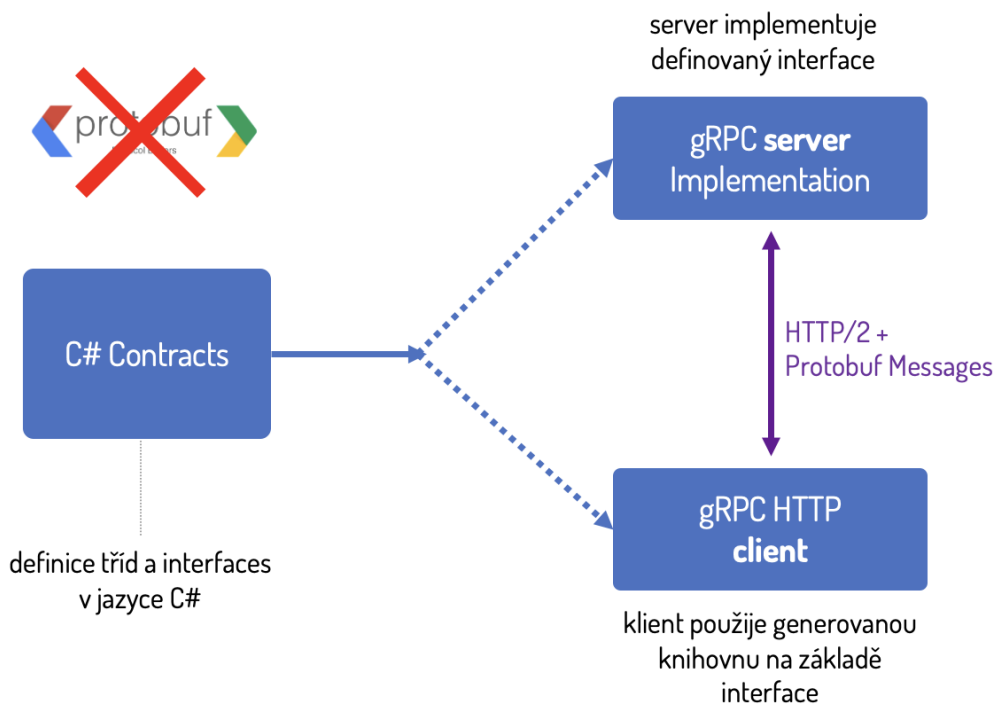 server implementuje
definovaný interface
protobuf
gRPC server
Implementation
C# Contracts
HTTP/2 +
Protobuf Messages
gRPC HTTP
client
definice tříd a interfaces
v jazyce C#
klient použije generovanou
knihovnu na základě
interface